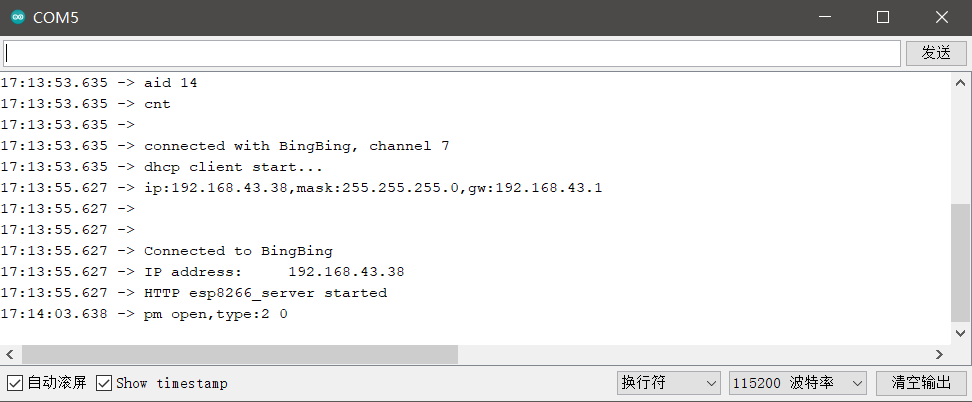 COM5
发送
17:13:53.635 -> aid 14
17:13:53.635 -> cnt
17:13:53.635 ->
17:13:53.635 -> connected with BingBing, channel 7
17:13:53.635 -> dhcp client start...
17:13:55.627 -> ip:192.168.43.38,mask:255.255.255.0,gw:192.168.43.1
17:13:55.627 ->
17:13:55.627 ->
17:13:55.627 -> Connected to BingBing
17:13:55.627 -> IP address:     192.168.43.38
17:13:55.627 -> HTTP esp8266_server started
17:14:03.638 -> pm open,type:2 0
自动滚屏 Show timestamp 换行符 115200 波特率 清空输出